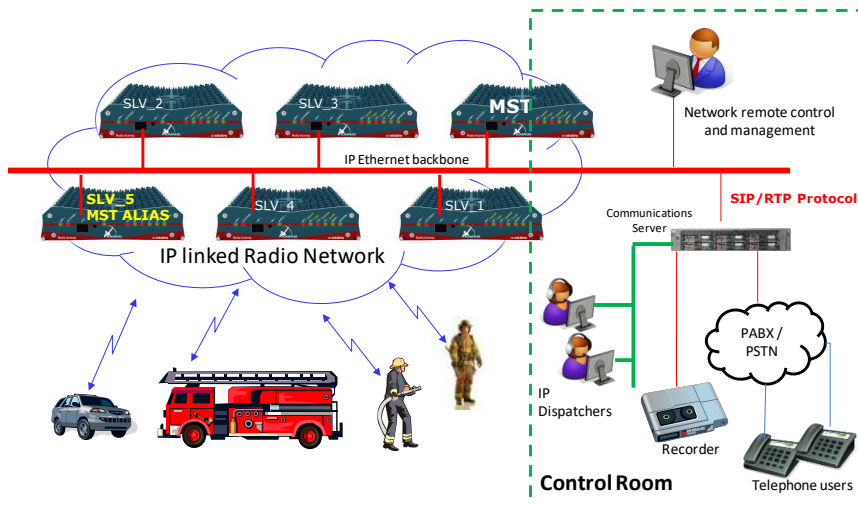 SLV_2
SLV_3
MST
Network remote control
and management
IP Ethernet backbone
SLV_5
MST ALIAS
SLV_4
SLV_1
SIP/RTP Protocol
Communications
Server
IP linked Radio Network
PABX /
PSTN
IP
Dispatchers
Recorder
Control Room
Telephone users